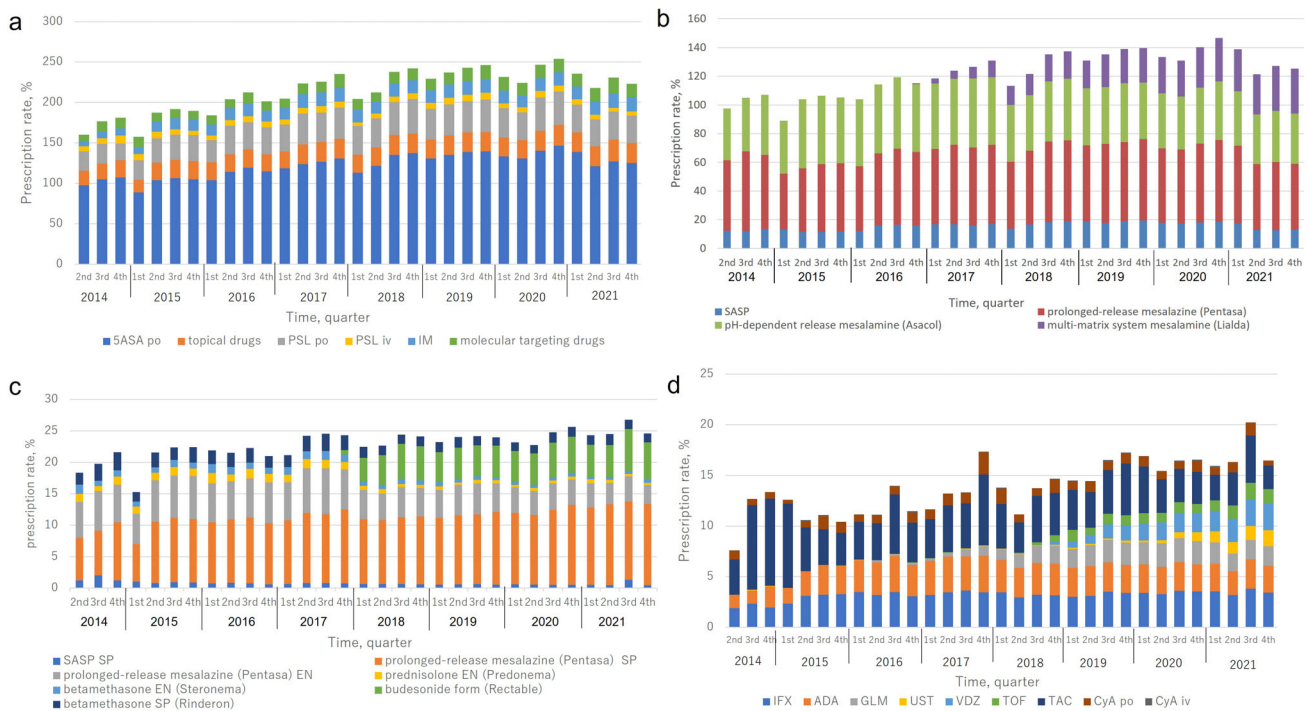 a
Prescription rate, %
300
250
200
150
100
50
0
2nd 3rd 4th 1st 2nd 3rd 4th 1st 2nd 3rd 4th 1st 2nd 3rd 4th 1st 2nd 3rd 4th 1st 2nd 3rd 4th 1st 2nd 3rd 4th 1st 2nd 3rd 4th
2014 2015 2016 2017 2018 2019 2020 2021
Time, quarter
5ASA po topical drugs PSL po PSL iv IM molecular targeting drugs
b
Prescription rate, %
160
140
120
100
80
60
40
20
0
2nd 3rd 4th 1st 2nd 3rd 4th 1st 2nd 3rd 4th 1st 2nd 3rd 4th 1st 2nd 3rd 4th 1st 2nd 3rd 4th 1st 2nd 3rd 4th 1st 2nd 3rd 4th
2014 2015 2016 2017 2018 2019 2020 2021
Time, quarter
SASP prolonged-release mesalazine (Pentasa)
pH-dependent release mesalamine (Asacol) multi-matrix system mesalamine (Lialda)
c
prescription rate, %
30
25
20
15
10
5
0
2nd 3rd 4th 1st 2nd 3rd 4th 1st 2nd 3rd 4th 1st 2nd 3rd 4th 1st 2nd 3rd 4th 1st 2nd 3rd 4th 1st 2nd 3rd 4th 1st 2nd 3rd 4th
2014 2015 2016 2017 2018 2019 2020 2021
Time, quarter
SASP SP prolonged-release mesalazine (Pentasa) SP
prolonged-release mesalazine (Pentasa) EN prednisolone EN (Predonema)
betamethasone EN (Steronema) budesonide form (Rectable)
betamethasone SP (Rinderon)
d
Prescription rate, %
25
20
15
10
5
0
2nd 3rd 4th 1st 2nd 3rd 4th 1st 2nd 3rd 4th 1st 2nd 3rd 4th 1st 2nd 3rd 4th 1st 2nd 3rd 4th 1st 2nd 3rd 4th 1st 2nd 3rd 4th
2014 2015 2016 2017 2018 2019 2020 2021
Time, quarter
IFX ADA GLM UST VDZ TOF TAC CyA po CyA iv